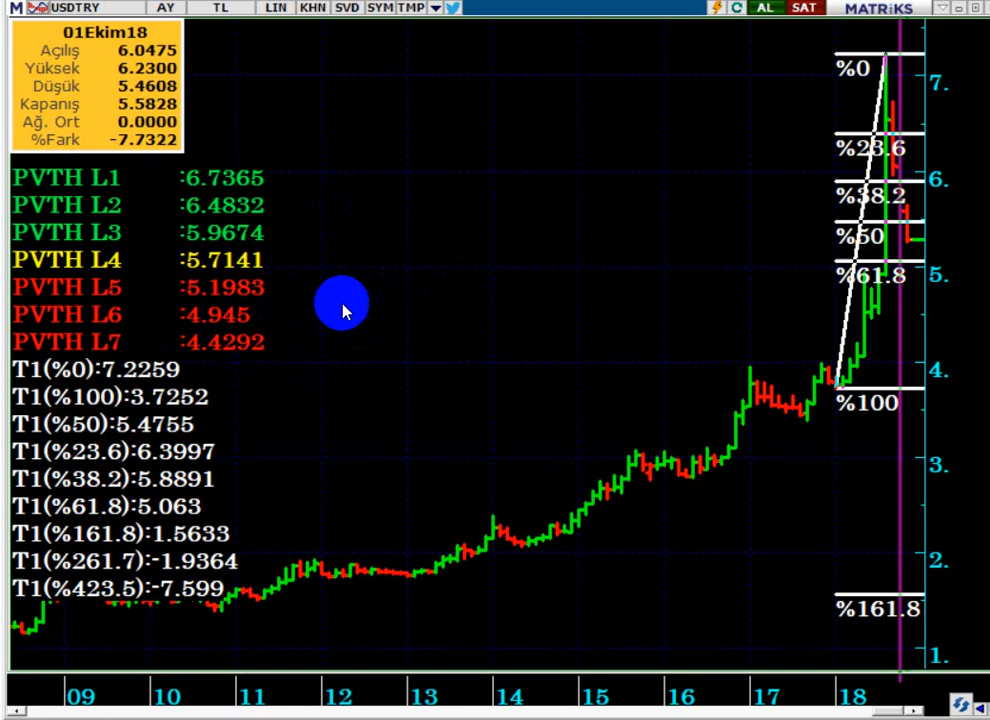 M USDTRY AY TL LIN KHN SVD SYM TMP AL SAT MATRiKS
01Ekim18
Açılış 6.0475
Yüksek 6.2300
Düşük 5.4608
Kapanış 5.5828
Ağ. Ort 0.0000
%Fark -7.7322
PVTH L1 :6.7365
PVTH L2 :6.4832
PVTH L3 :5.9674
PVTH L4 :5.7141
PVTH L5 :5.1983
PVTH L6 :4.945
PVTH L7 :4.4292
T1(%0):7.2259
T1(%100):3.7252
T1(%50):5.4755
T1(%23.6):6.3997
T1(%38.2):5.8891
T1(%61.8):5.063
T1(%161.8):1.5633
T1(%261.7):-1.9364
T1(%423.5):-7.599
%0
%23.6
%38.2
%50
%61.8
%100
%161.8
7.
6.
5.
4.
3.
2.
1.
09 10 11 12 13 14 15 16 17 18